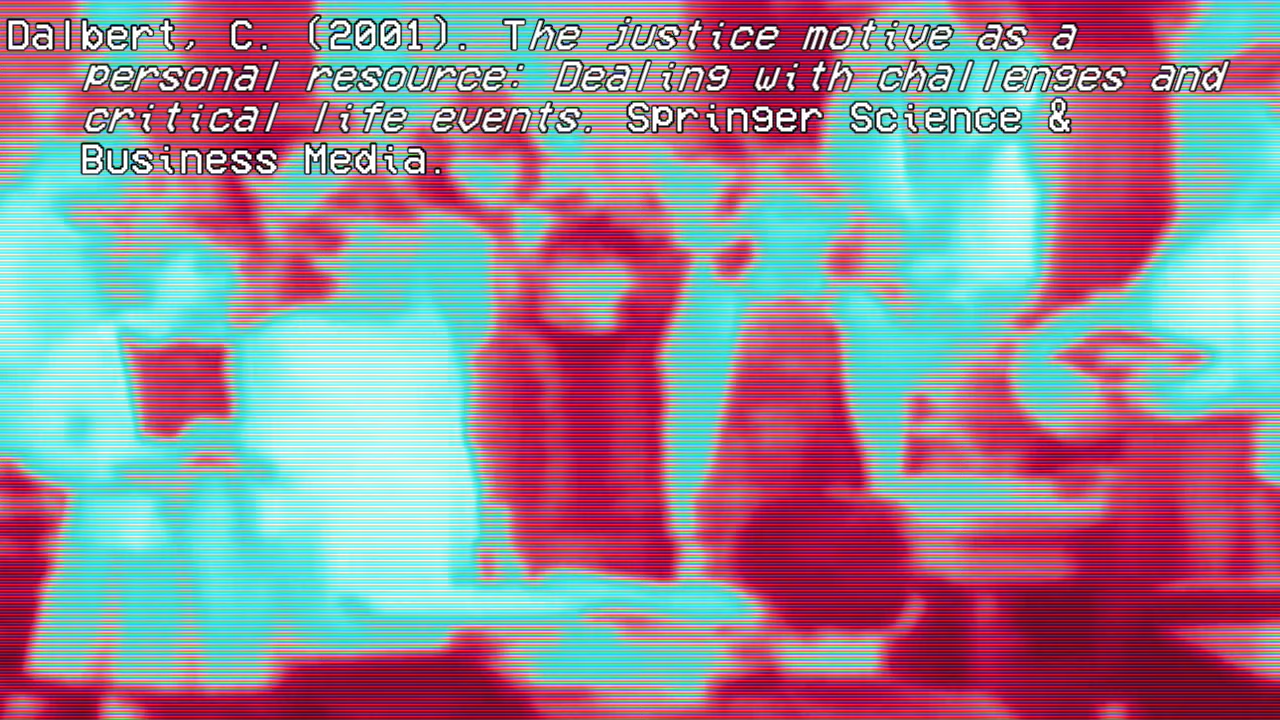 Dalbert, C. (2001). The justice motive as a
personal resource: Dealing with challenges and
critical life events. Springer Science &
Business Media.